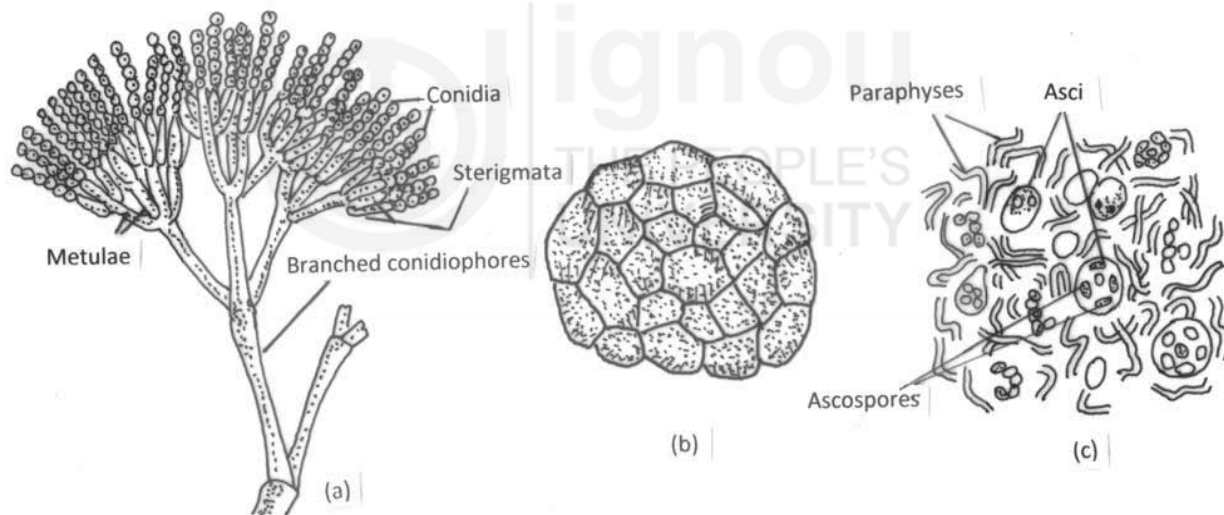 ignou
THE PEOPLE'S
UNIVERSITY
Conidia
Sterigmata
Metulae
Branched conidiophores
(a)
(b)
Paraphyses
Asci
Ascospores
(c)